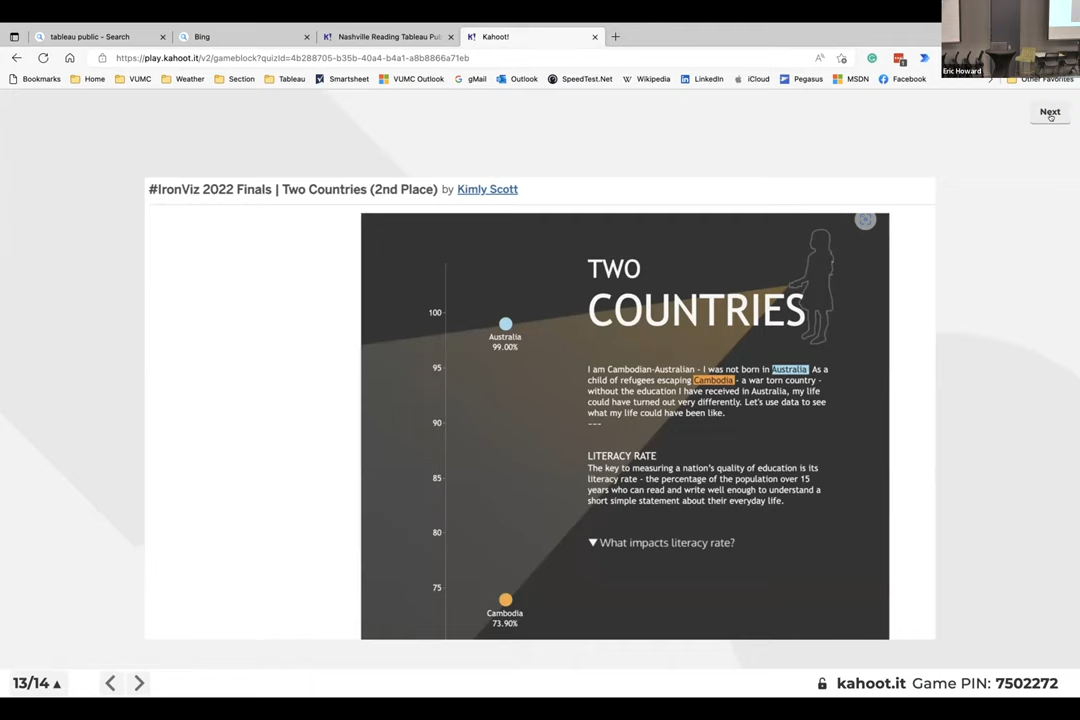 tableau public - Search
Bing
Nashville Reading Tableau Pu
Kahoot!
https://play.kahoot.it/v2/gameblock?quizId=4b288705-b35b-40a4-b4a1-a8b8866a71eb
Bookmarks
Home
VUMC
Weather
Section
Tableau
Smartsheet
VUMC Outlook
gMail
Outlook
SpeedTest.Net
Wikipedia
LinkedIn
iCloud
Pegasus
MSDN
Facebook
Other Favorites
Eric Howard
Next
#IronViz 2022 Finals | Two Countries (2nd Place) by Kimly Scott
TWO
COUNTRIES
100
Australia
99.00%
95
90
85
80
75
Cambodia
73.90%
I am Cambodian-Australian - I was not born in Australia As a
child of refugees escaping Cambodia - a war torn country -
without the education I have received in Australia, my life
could have turned out very differently. Let's use data to see
what my life could have been like.
---
LITERACY RATE
The key to measuring a nation's quality of education is its
literacy rate - the percentage of the population over 15
years who can read and write well enough to understand a
short simple statement about their everyday life.
▼ What impacts literacy rate?
13/14 ▲
kahoot.it Game PIN: 7502272